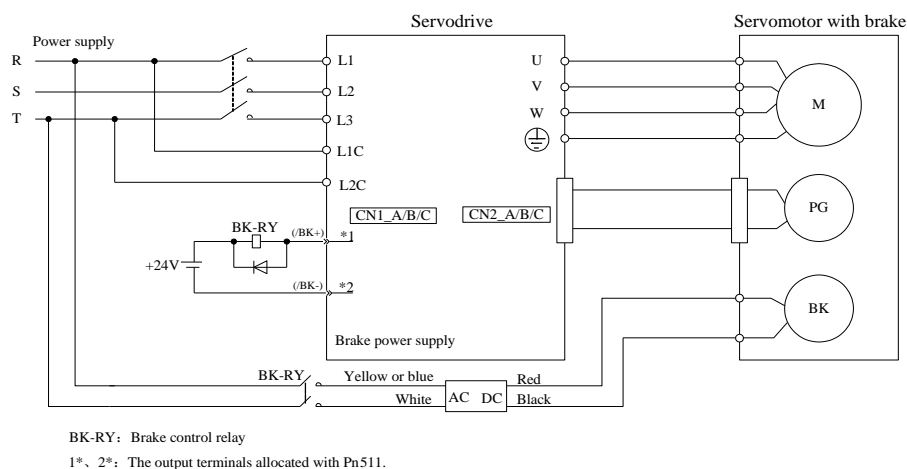 Servodrive
Servomotor with brake
Power supply
R
S
T
L1
L2
L3
L1C
L2C
U
V
W
M
CN1_A/B/C
CN2_A/B/C
PG
BK-RY
(/BK+)
*1
+24V
(/BK-)
*2
BK
Brake power supply
BK-RY
Yellow or blue
White
AC DC
Red
Black
BK-RY：Brake control relay
1*、2*：The output terminals allocated with Pn511.